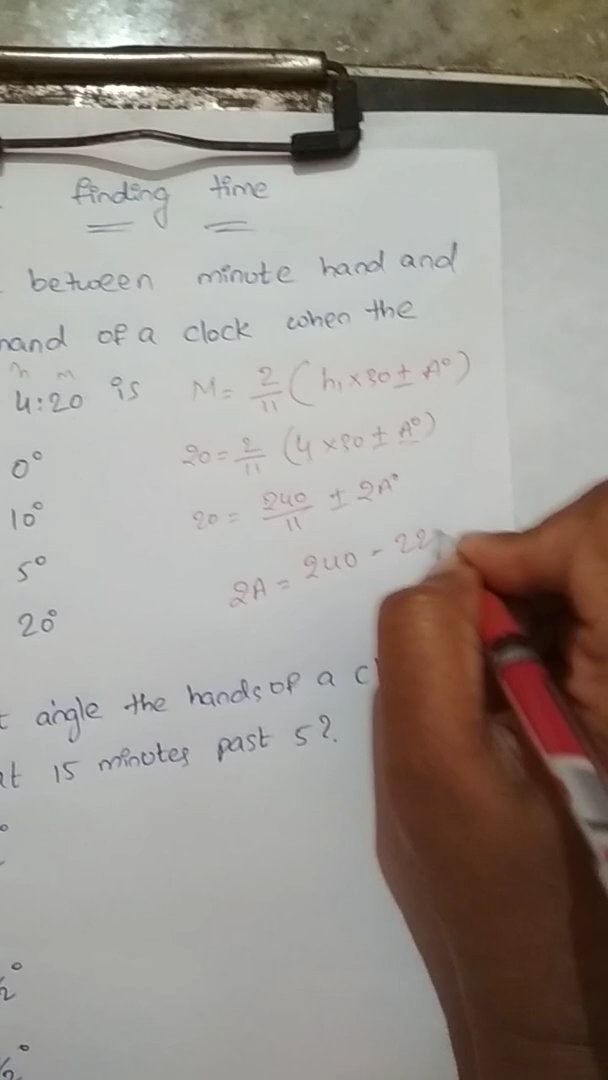 finding time
between minute hand and
hand of a clock when the
h m
4:20 is M = 2/11 (h₁×30 ± A°)
0° 20 = 2/11 (4×30 ± A°)
10° 20 = 240/11 ± 2A°
5° 2A = 240 - 22
20°
angle the hands of a
at 15 minutes past 5?